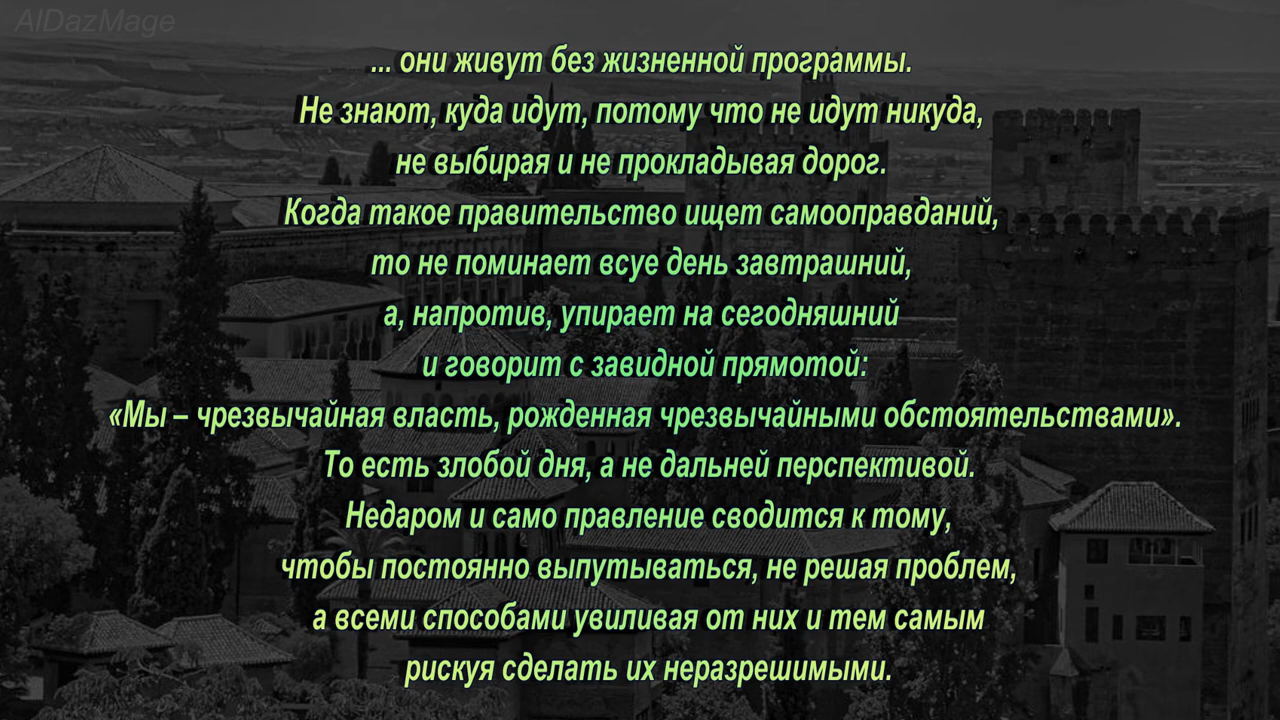 AlDazMage
... они живут без жизненной программы.
Не знают, куда идут, потому что не идут никуда,
не выбирая и не прокладывая дорог.
Когда такое правительство ищет самооправданий,
то не поминает всуе день завтрашний,
а, напротив, упирает на сегодняшний
и говорит с завидной прямотой:
«Мы – чрезвычайная власть, рожденная чрезвычайными обстоятельствами».
То есть злобой дня, а не дальней перспективой.
Недаром и само правление сводится к тому,
чтобы постоянно выпутываться, не решая проблем,
а всеми способами увиливая от них и тем самым
рискуя сделать их неразрешимыми.